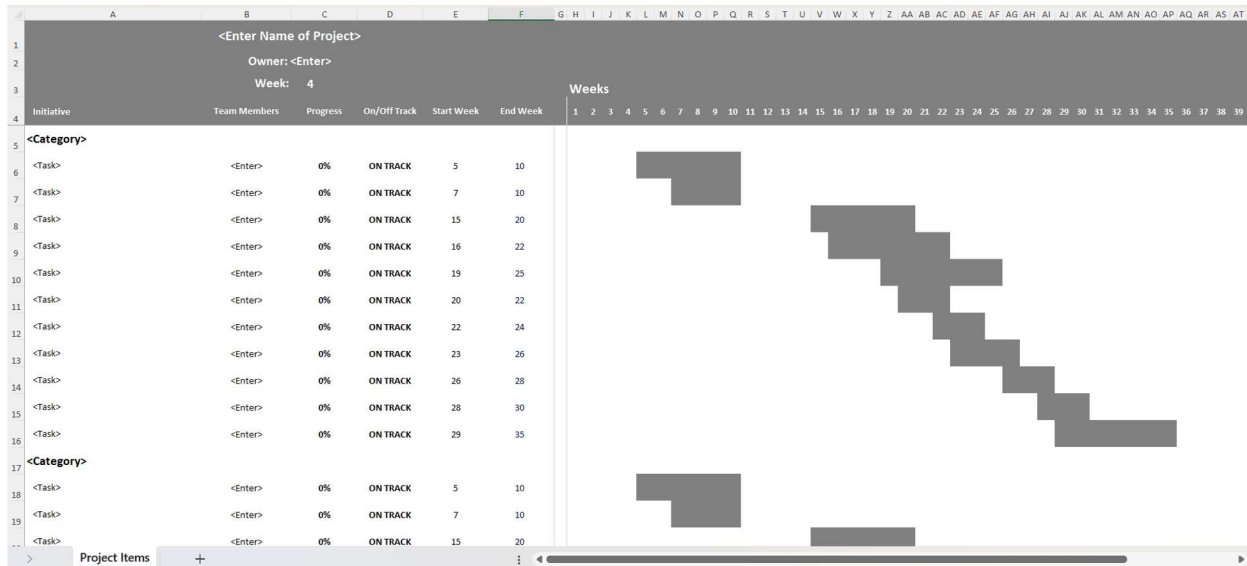 A B C D E F G H I J K L M N O P Q R S T U V W X Y Z AA AB AC AD AE AF AG AH AI AJ AK AL AM AN AO AP AQ AR AS AT
1 <Enter Name of Project>
2 Owner: <Enter>
3 Week: 4 Weeks
4 Initiative Team Members Progress On/Off Track Start Week End Week 1 2 3 4 5 6 7 8 9 10 11 12 13 14 15 16 17 18 19 20 21 22 23 24 25 26 27 28 29 30 31 32 33 34 35 36 37 38 39
5 <Category>
6 <Task> <Enter> 0% ON TRACK 5 10
7 <Task> <Enter> 0% ON TRACK 7 10
8 <Task> <Enter> 0% ON TRACK 15 20
9 <Task> <Enter> 0% ON TRACK 16 22
10 <Task> <Enter> 0% ON TRACK 19 25
11 <Task> <Enter> 0% ON TRACK 20 22
12 <Task> <Enter> 0% ON TRACK 22 24
13 <Task> <Enter> 0% ON TRACK 23 26
14 <Task> <Enter> 0% ON TRACK 26 28
15 <Task> <Enter> 0% ON TRACK 28 30
16 <Task> <Enter> 0% ON TRACK 29 35
17 <Category>
18 <Task> <Enter> 0% ON TRACK 5 10
19 <Task> <Enter> 0% ON TRACK 7 10
<Task> <Enter> 0% ON TRACK 15 20
Project Items